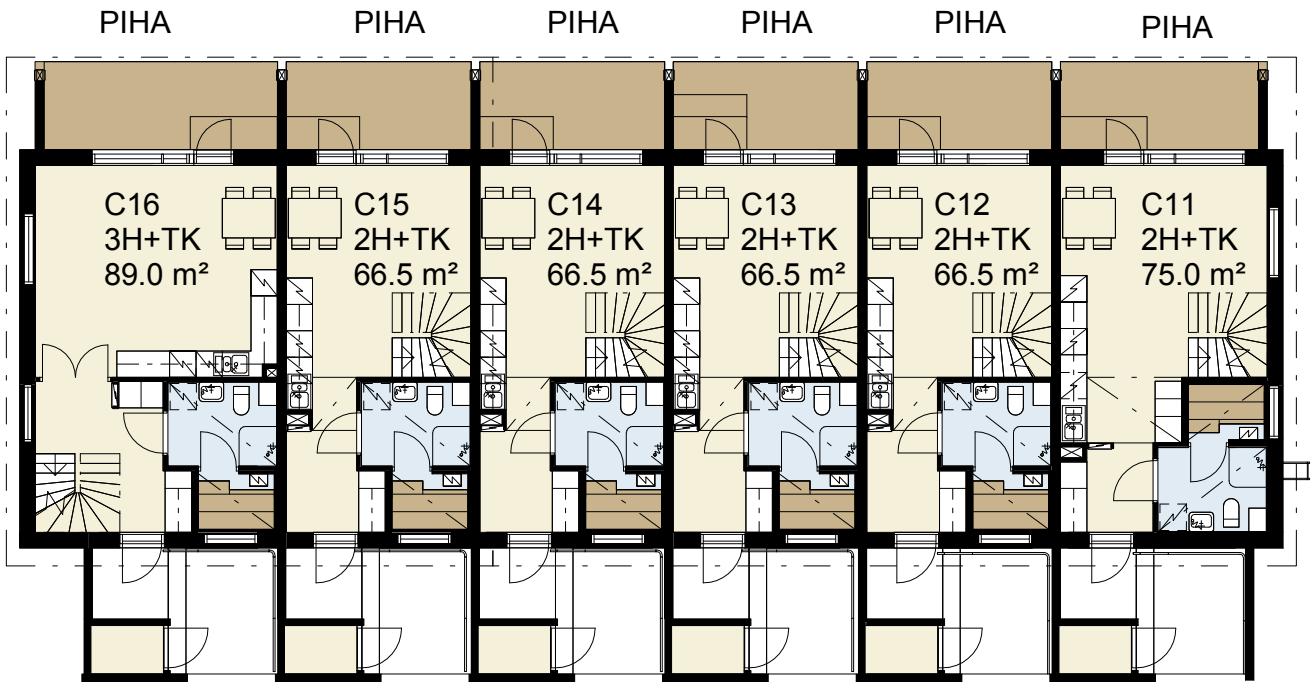 PIHA
PIHA
PIHA
PIHA
PIHA
PIHA
C16
3H+TK
89.0 m²
C15
2H+TK
66.5 m²
C14
2H+TK
66.5 m²
C13
2H+TK
66.5 m²
C12
2H+TK
66.5 m²
C11
2H+TK
75.0 m²